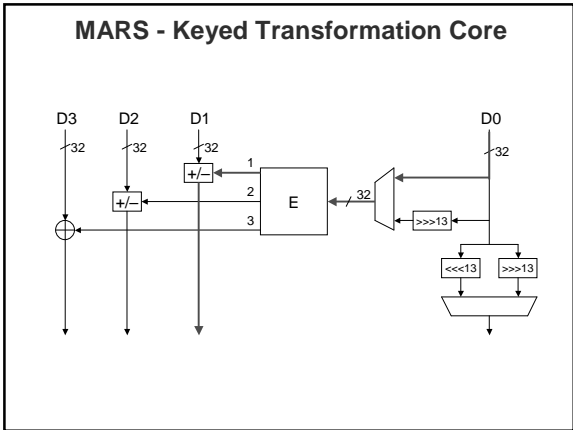 MARS - Keyed Transformation Core
D3 D2 D1 D0
32 32 32 32
1
+/−
2
32
+/−
E
3
>>>13
<<<13 >>>13